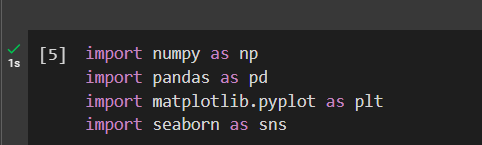 [5] import numpy as np
import pandas as pd
1s
import matplotlib.pyplot as plt
import seaborn as sns